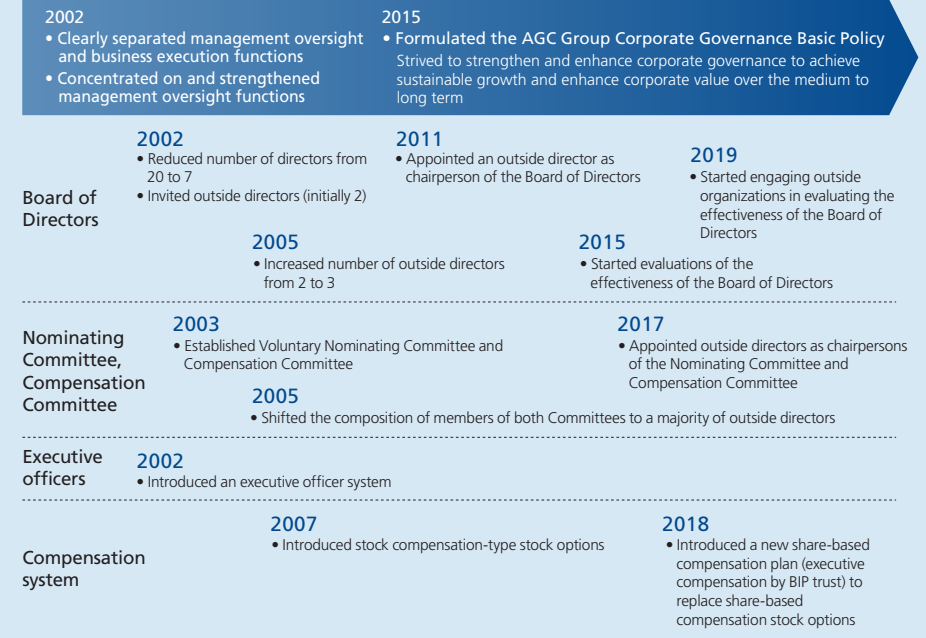 2002
• Clearly separated management oversight
and business execution functions
• Concentrated on and strengthened
management oversight functions
2015
• Formulated the AGC Group Corporate Governance Basic Policy
Strived to strengthen and enhance corporate governance to achieve
sustainable growth and enhance corporate value over the medium to
long term
Board of
Directors
2002
• Reduced number of directors from
20 to 7
• Invited outside directors (initially 2)
2011
• Appointed an outside director as
chairperson of the Board of Directors
2019
• Started engaging outside
organizations in evaluating the
effectiveness of the Board of
Directors
2005
• Increased number of outside directors
from 2 to 3
2015
• Started evaluations of the
effectiveness of the Board of Directors
Nominating
Committee,
Compensation
Committee
2003
• Established Voluntary Nominating Committee and
Compensation Committee
2017
• Appointed outside directors as chairpersons
of the Nominating Committee and
Compensation Committee
2005
• Shifted the composition of members of both Committees to a majority of outside directors
Executive
officers
2002
• Introduced an executive officer system
Compensation
system
2007
• Introduced stock compensation-type stock options
2018
• Introduced a new share-based
compensation plan (executive
compensation by BIP trust) to
replace share-based
compensation stock options